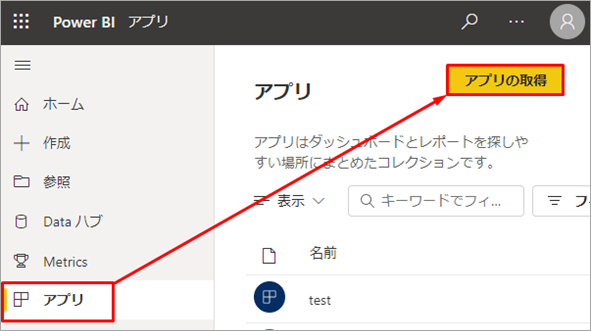 Power BI アプリ
ホーム
作成
参照
Data ハブ
Metrics
アプリ
アプリ
アプリの取得
アプリはダッシュボードとレポートを探しや
すい場所にまとめたコレクションです。
表示
キーワードでフィ...
名前
test